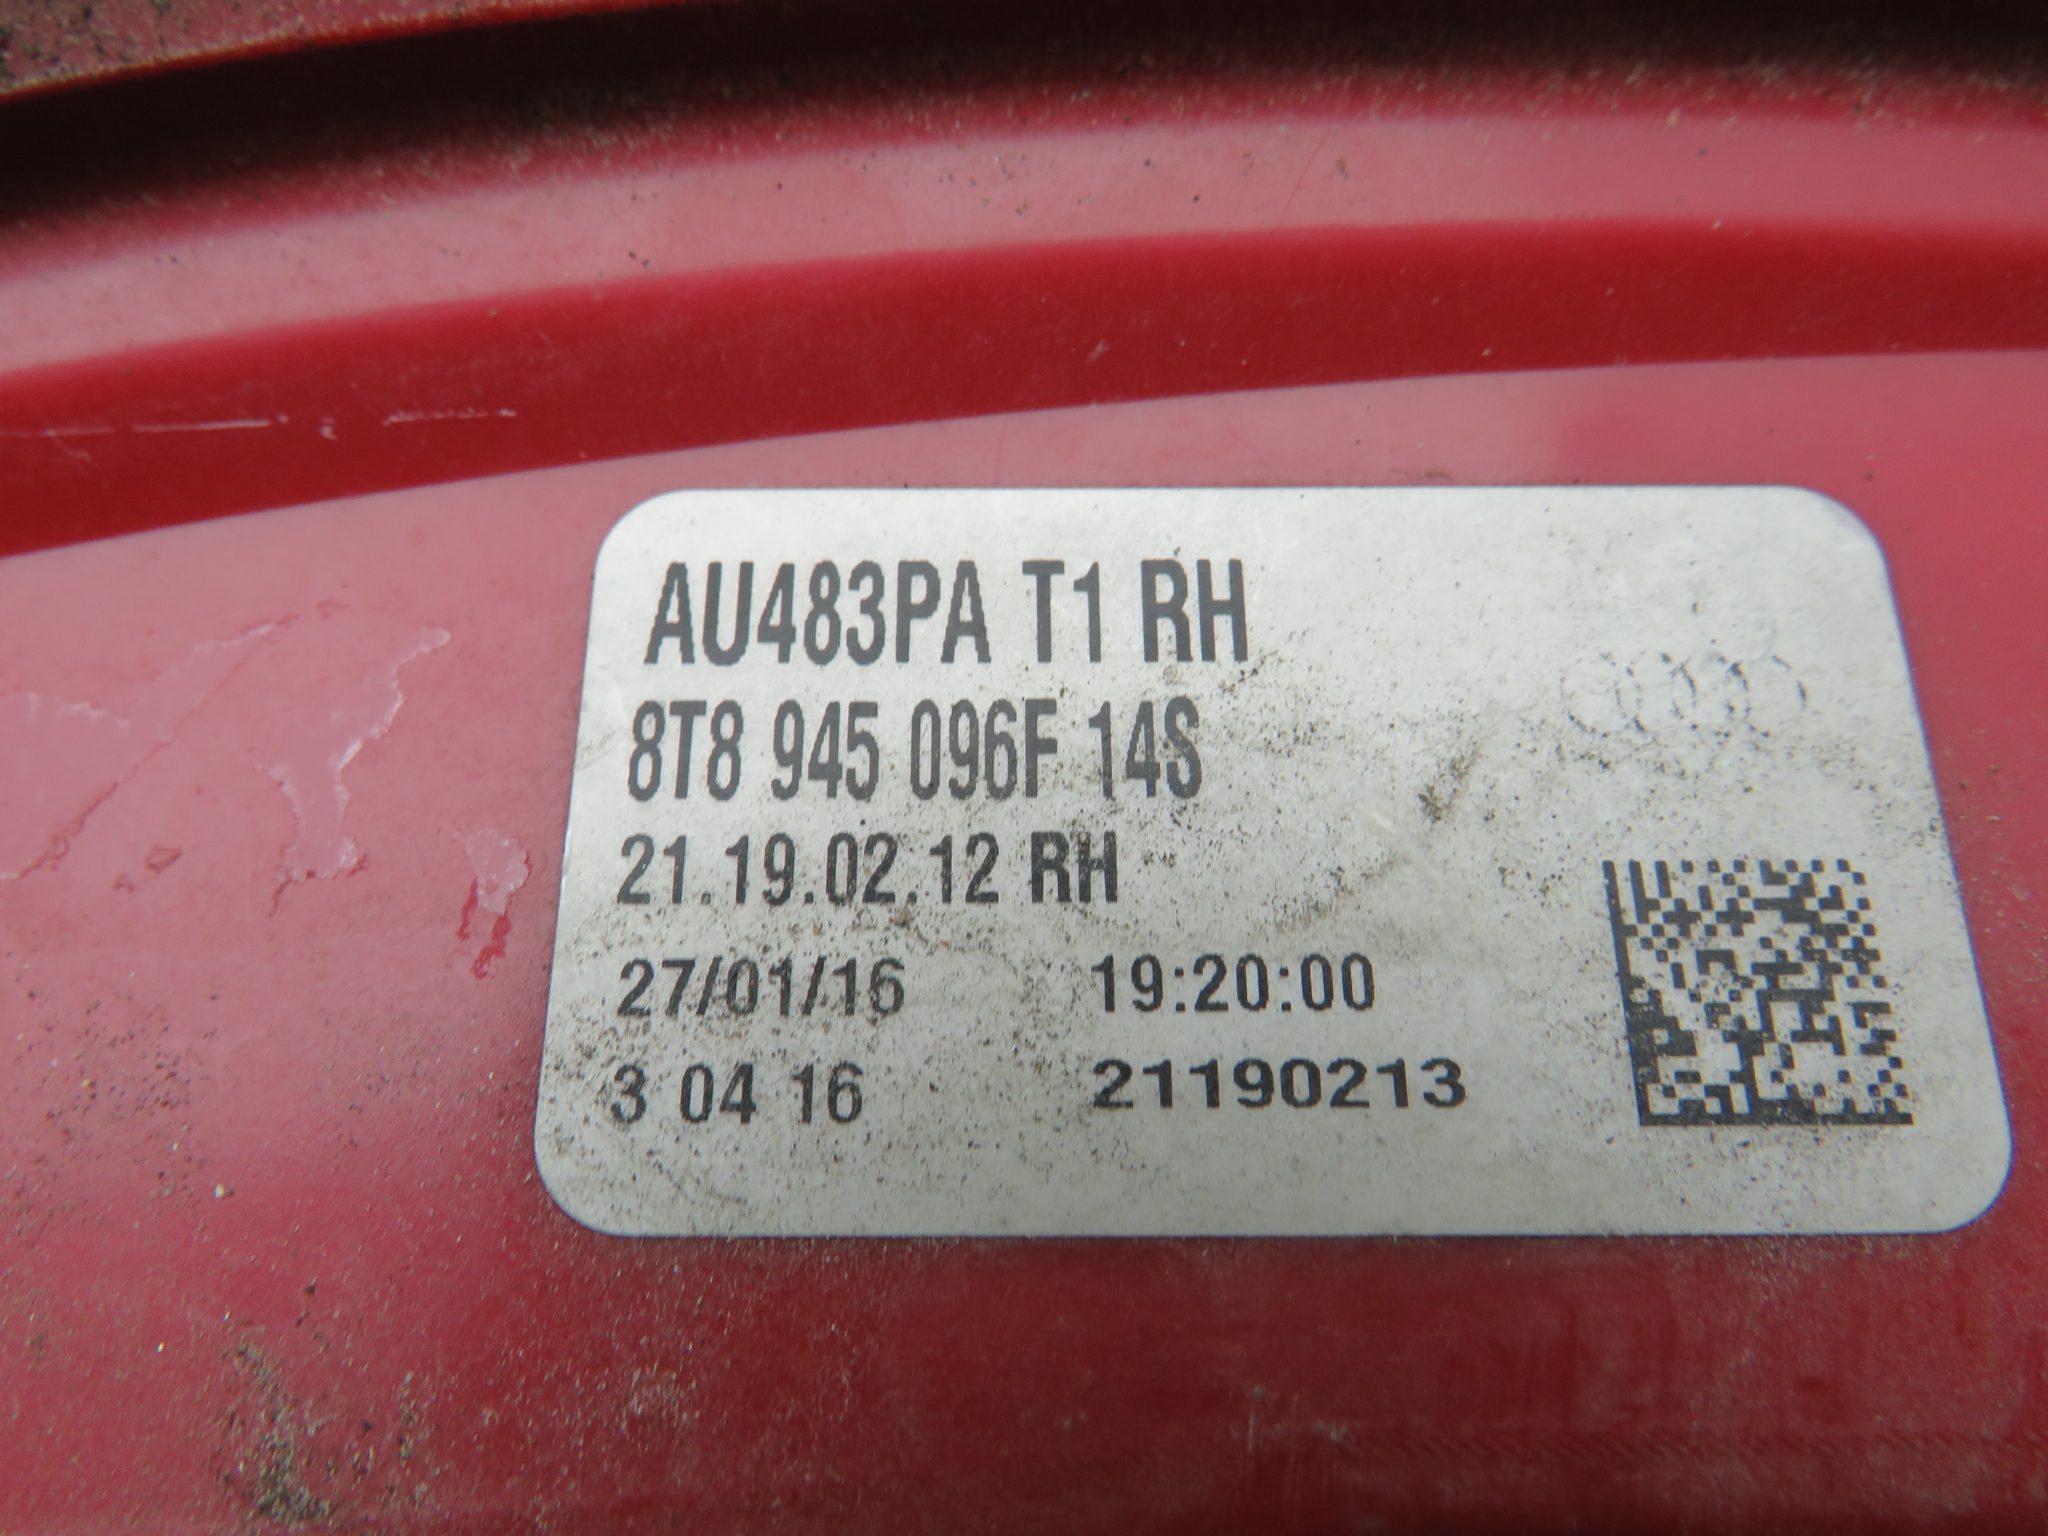 AU483PA T1 RH
8T8 945 096F 14S
21.19.02.12 RH
27/01/16 19:20:00
3 04 16 21190213